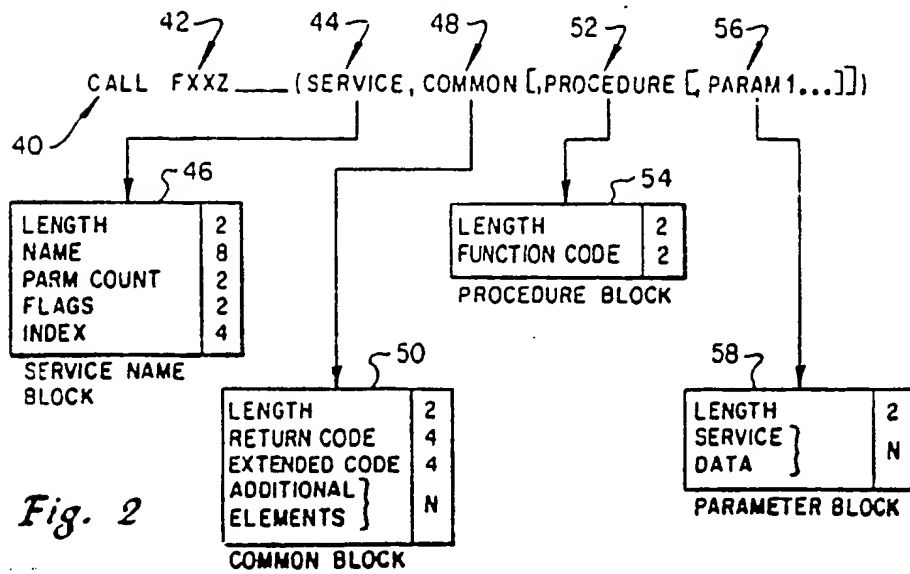 42 44 48 52 56
CALL FXXZ___(SERVICE, COMMON [,PROCEDURE [, PARAM1...]])
40
46
LENGTH 2
NAME 8
PARM COUNT 2
FLAGS 2
INDEX 4
SERVICE NAME
BLOCK
54
LENGTH 2
FUNCTION CODE 2
PROCEDURE BLOCK
50
LENGTH 2
RETURN CODE 4
EXTENDED CODE 4
ADDITIONAL
ELEMENTS } N
COMMON BLOCK
58
LENGTH 2
SERVICE
DATA } N
PARAMETER BLOCK
Fig. 2